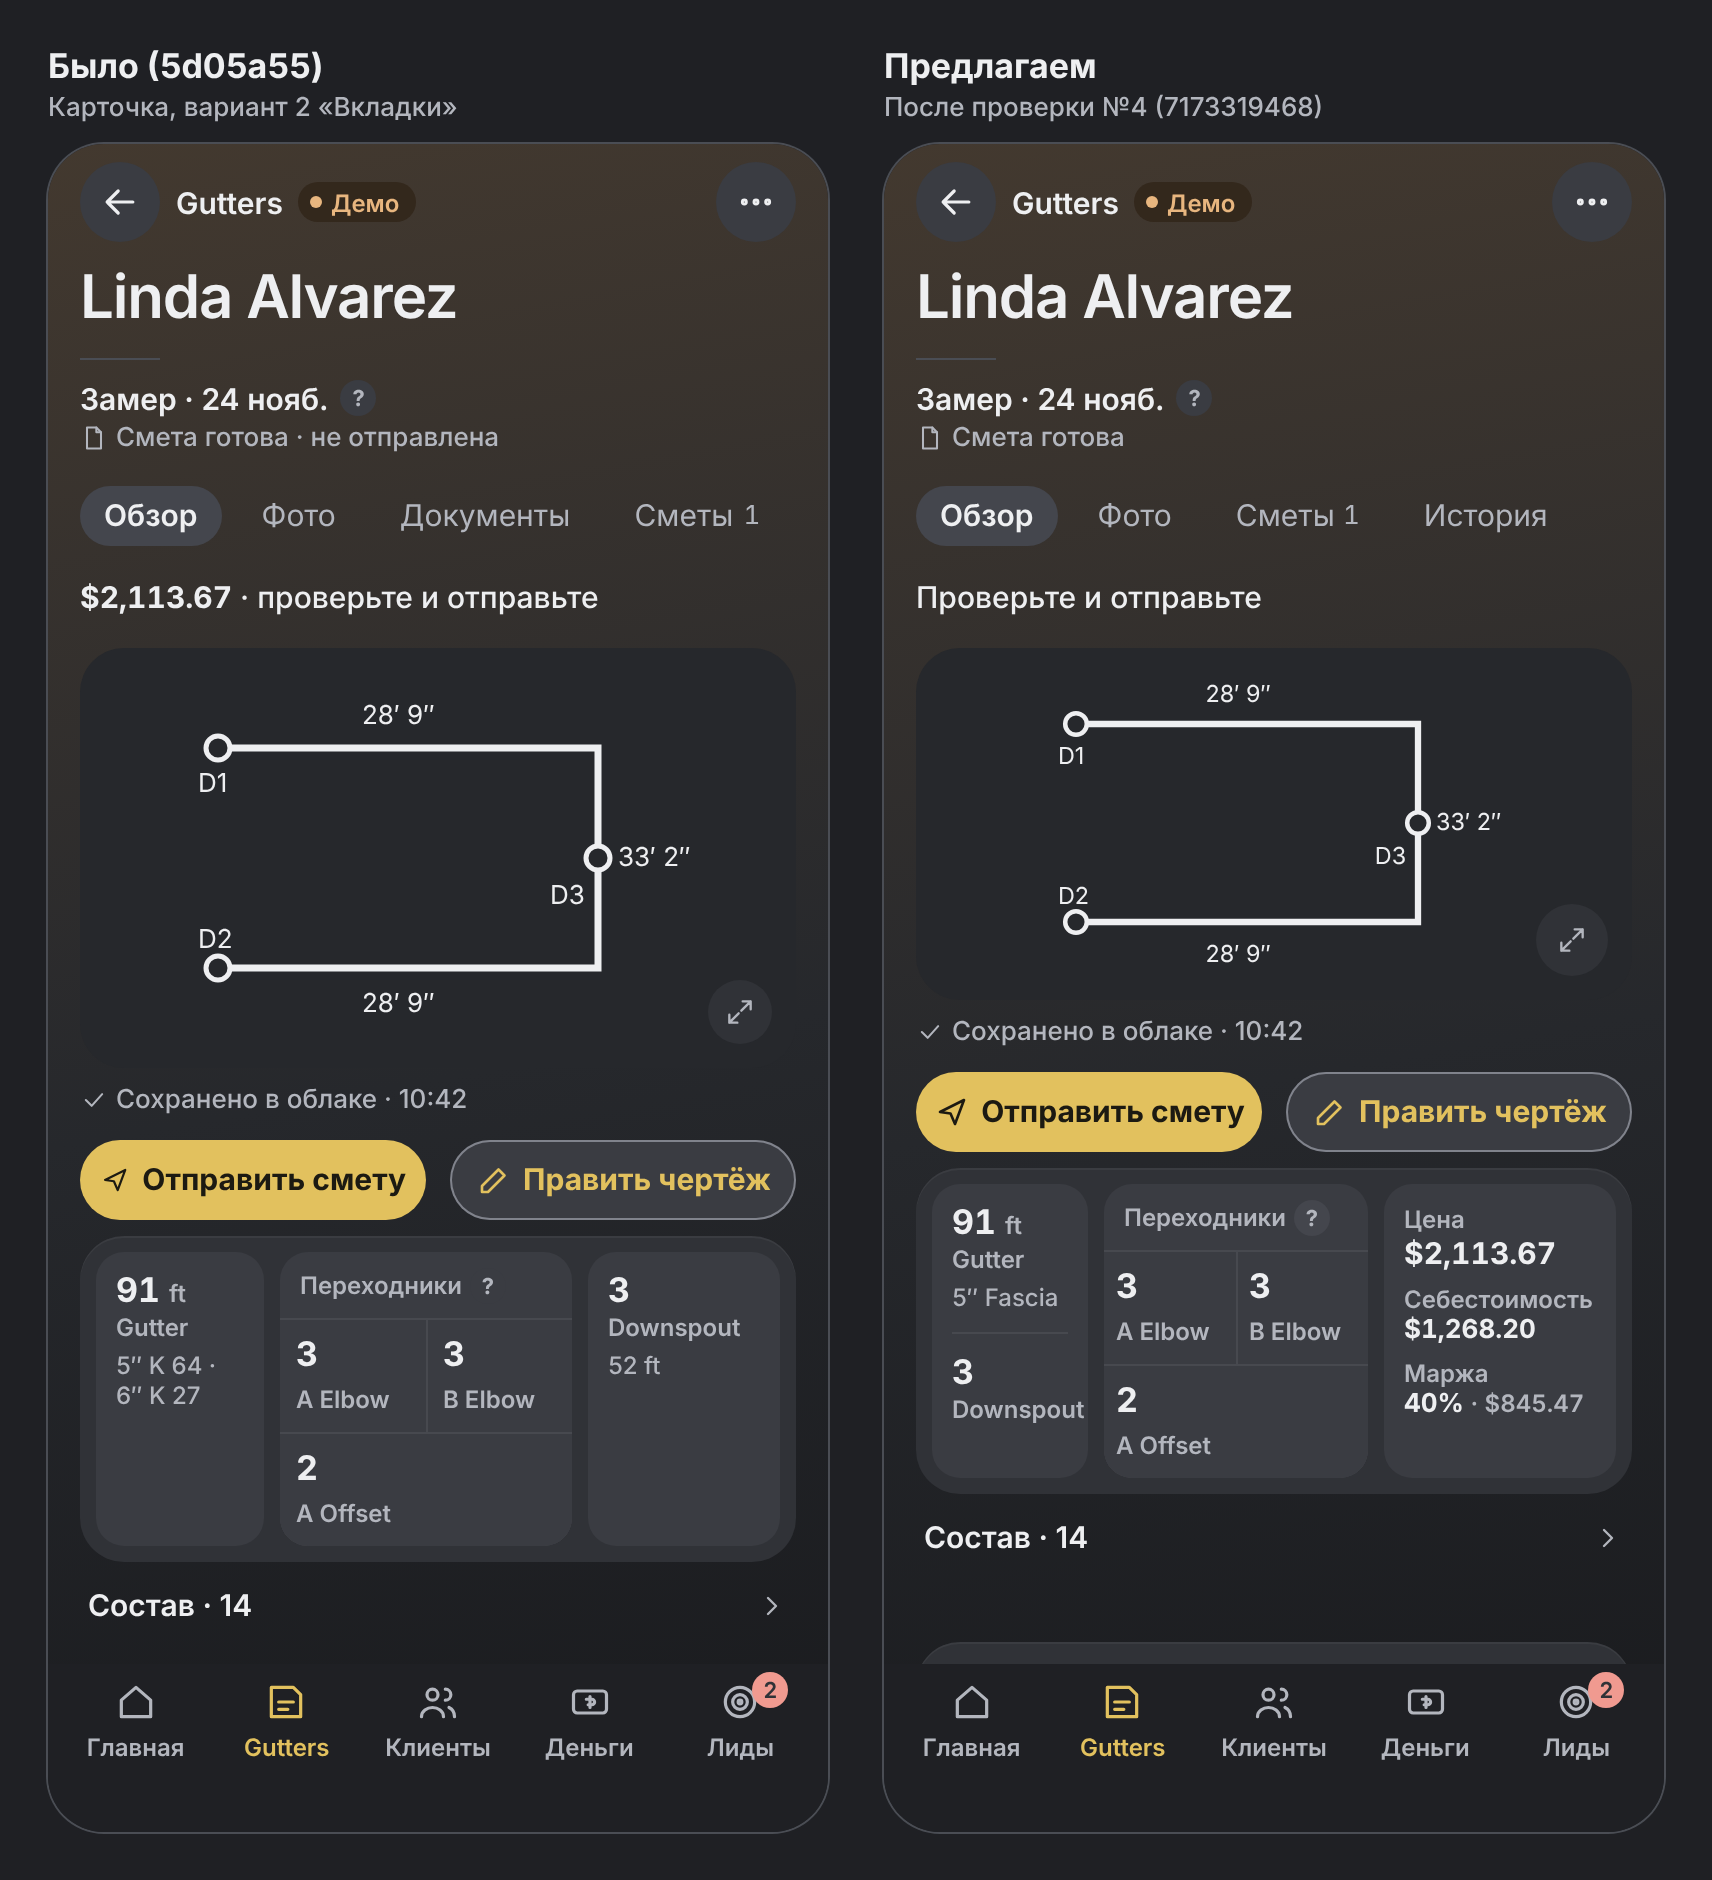 Было (5d05a55)
Карточка, вариант 2 «Вкладки»
Gutters
Демо
Linda Alvarez
Замер · 24 нояб. ?
Смета готова · не отправлена
Обзор Фото Документы Сметы 1
$2,113.67 · проверьте и отправьте
28′ 9″
D1
33′ 2″
D3
D2
28′ 9″
Сохранено в облаке · 10:42
Отправить смету
Править чертёж
91 ft
Gutter
5″ K 64 ·
6″ K 27
Переходники ?
3
A Elbow
3
B Elbow
2
A Offset
3
Downspout
52 ft
Состав · 14
Главная
Gutters
Клиенты
Деньги
2
Лиды
Предлагаем
После проверки №4 (7173319468)
Gutters
Демо
Linda Alvarez
Замер · 24 нояб. ?
Смета готова
Обзор Фото Сметы 1 История
Проверьте и отправьте
28′ 9″
D1
33′ 2″
D3
D2
28′ 9″
Сохранено в облаке · 10:42
Отправить смету
Править чертёж
91 ft
Gutter
5″ Fascia
3
Downspout
Переходники ?
3
A Elbow
3
B Elbow
2
A Offset
Цена
$2,113.67
Себестоимость
$1,268.20
Маржа
40% · $845.47
Состав · 14
Главная
Gutters
Клиенты
Деньги
2
Лиды